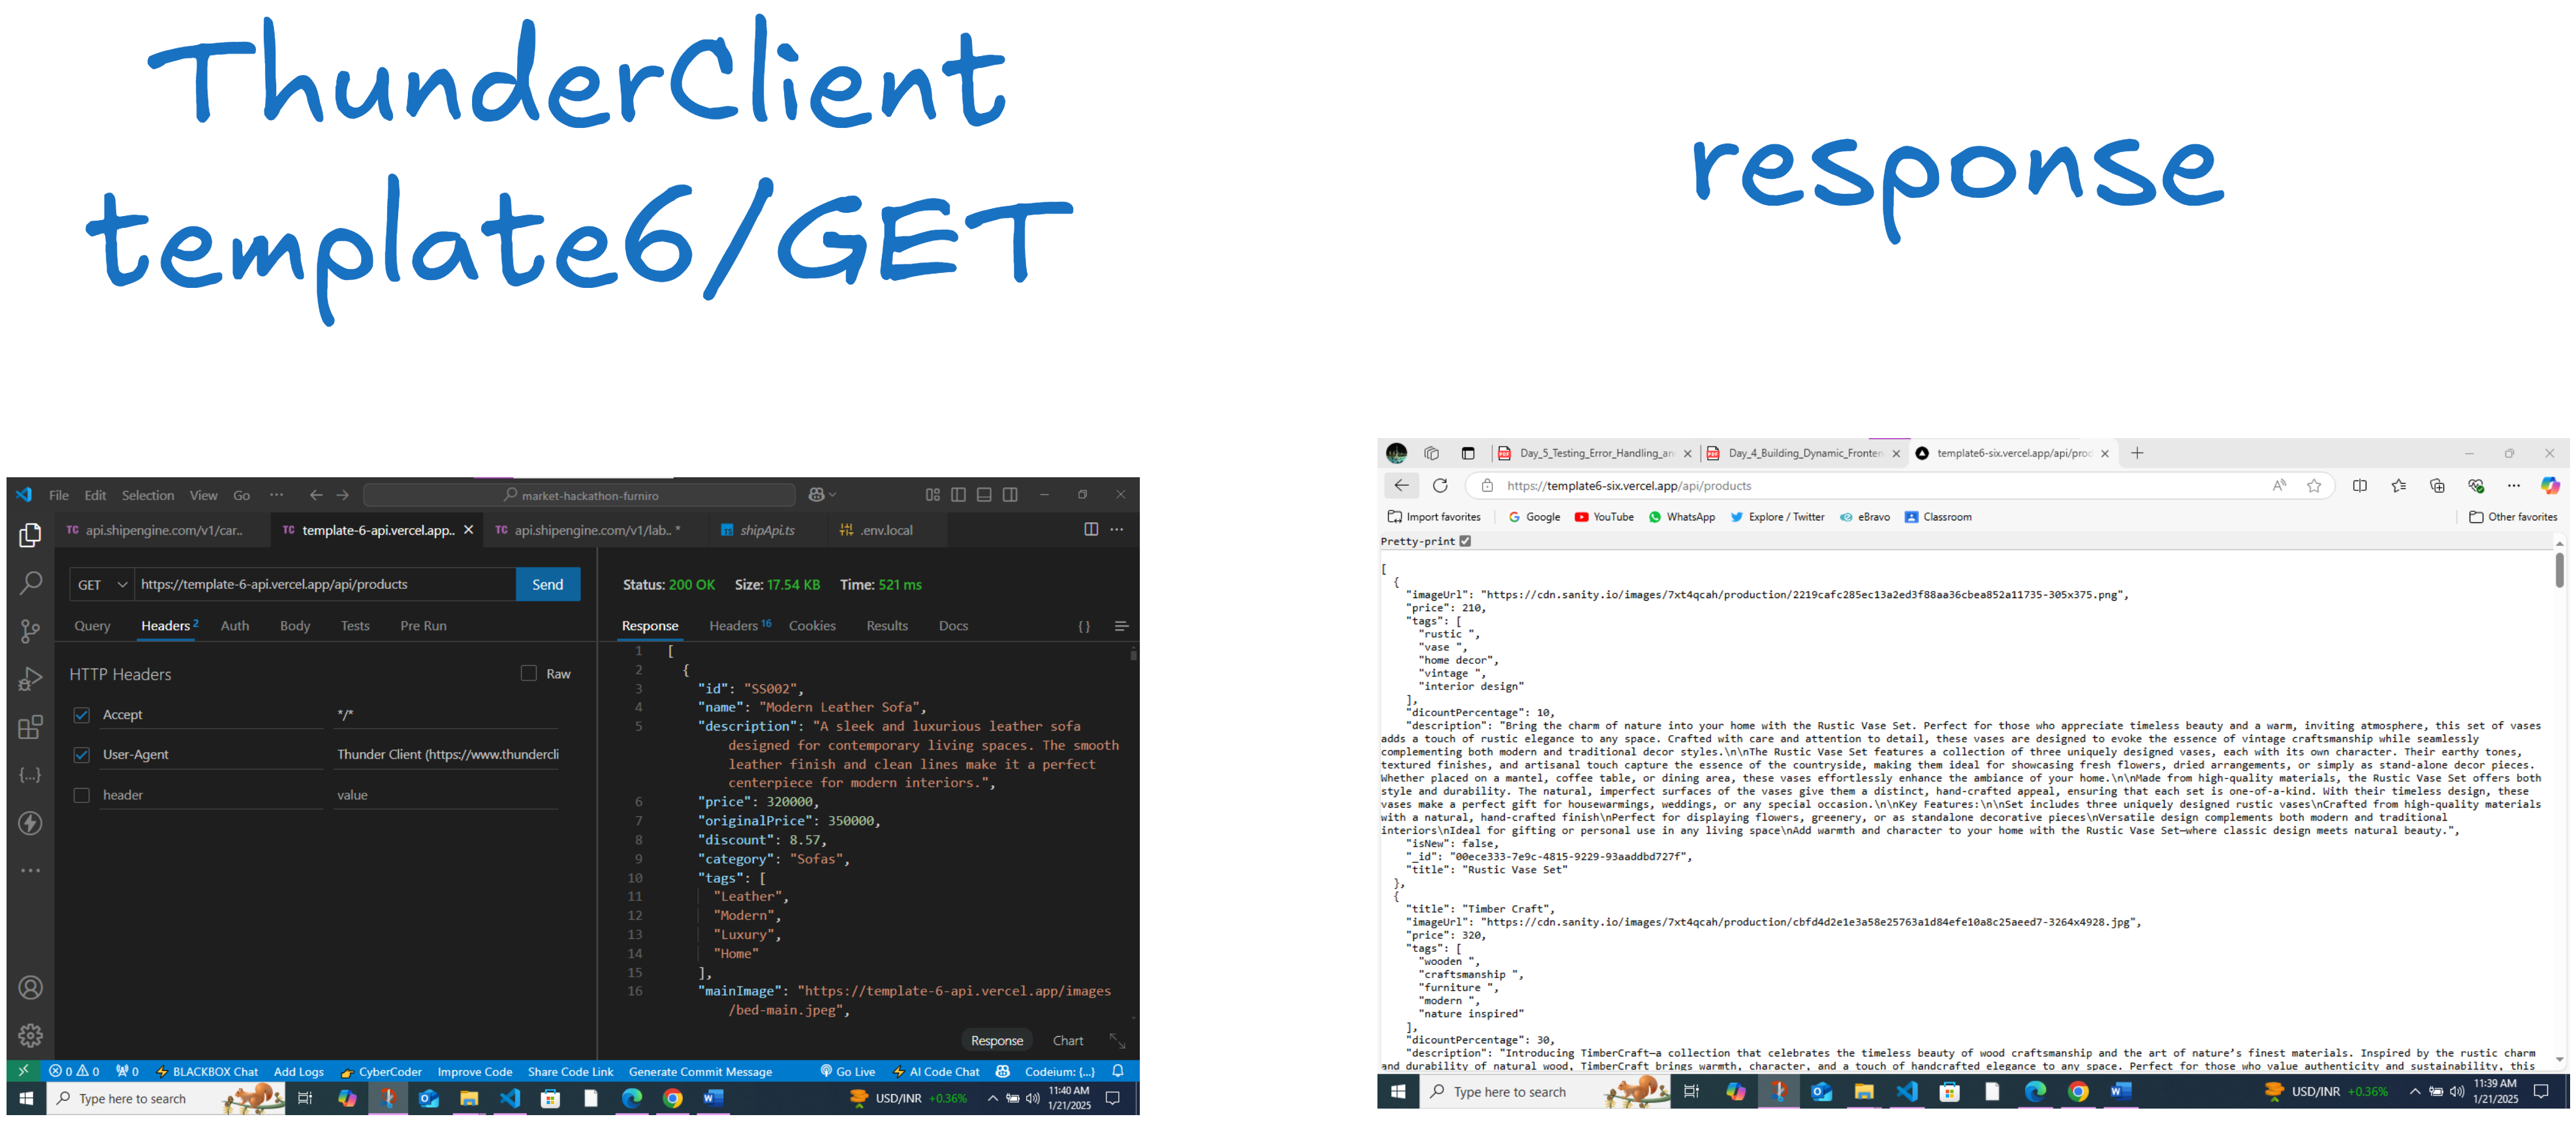 ThunderClient
template6/GET
response
File Edit Selection View Go ··· market-hackathon-furniro
TC api.shipengine.com/v1/car.. TC template-6-api.vercel.app.. TC api.shipengine.com/v1/lab.. * shipApi.ts .env.local
GET https://template-6-api.vercel.app/api/products Send
Query Headers 2 Auth Body Tests Pre Run
HTTP Headers Raw
Accept */*
User-Agent Thunder Client (https://www.thundercli
header value
Status: 200 OK Size: 17.54 KB Time: 521 ms
Response Headers 16 Cookies Results Docs { }
1 [
2 {
3 "id": "SS002",
4 "name": "Modern Leather Sofa",
5 "description": "A sleek and luxurious leather sofa
designed for contemporary living spaces. The smooth
leather finish and clean lines make it a perfect
centerpiece for modern interiors.",
6 "price": 320000,
7 "originalPrice": 350000,
8 "discount": 8.57,
9 "category": "Sofas",
10 "tags": [
11 "Leather",
12 "Modern",
13 "Luxury",
14 "Home"
15 ],
16 "mainImage": "https://template-6-api.vercel.app/images
/bed-main.jpeg",
Response Chart
0 0 0 BLACKBOX Chat Add Logs CyberCoder Improve Code Share Code Link Generate Commit Message Go Live AI Code Chat Codeium: {...}
Type here to search USD/INR +0.36% 11:40 AM
1/21/2025
Day_5_Testing_Error_Handling_an Day_4_Building_Dynamic_Fronten template6-six.vercel.app/api/prod
https://template6-six.vercel.app/api/products
Import favorites Google YouTube WhatsApp Explore / Twitter eBravo Classroom Other favorites
Pretty-print
[
{
"imageUrl": "https://cdn.sanity.io/images/7xt4qcah/production/2219cafc285ec13a2ed3f88aa36cbea852a11735-305x375.png",
"price": 210,
"tags": [
"rustic ",
"vase ",
"home decor",
"vintage ",
"interior design"
],
"dicountPercentage": 10,
"description": "Bring the charm of nature into your home with the Rustic Vase Set. Perfect for those who appreciate timeless beauty and a warm, inviting atmosphere, this set of vases
adds a touch of rustic elegance to any space. Crafted with care and attention to detail, these vases are designed to evoke the essence of vintage craftsmanship while seamlessly
complementing both modern and traditional decor styles.\n\nThe Rustic Vase Set features a collection of three uniquely designed vases, each with its own character. Their earthy tones,
textured finishes, and artisanal touch capture the essence of the countryside, making them ideal for showcasing fresh flowers, dried arrangements, or simply as stand-alone decor pieces.
Whether placed on a mantel, coffee table, or dining area, these vases effortlessly enhance the ambiance of your home.\n\nMade from high-quality materials, the Rustic Vase Set offers both
style and durability. The natural, imperfect surfaces of the vases give them a distinct, hand-crafted appeal, ensuring that each set is one-of-a-kind. With their timeless design, these
vases make a perfect gift for housewarmings, weddings, or any special occasion.\n\nKey Features:\n\nSet includes three uniquely designed rustic vases\nCrafted from high-quality materials
with a natural, hand-crafted finish\nPerfect for displaying flowers, greenery, or as standalone decorative pieces\nVersatile design complements both modern and traditional
interiors\nIdeal for gifting or personal use in any living space\nAdd warmth and character to your home with the Rustic Vase Set—where classic design meets natural beauty.",
"isNew": false,
"_id": "00ece333-7e9c-4815-9229-93aaddbd727f",
"title": "Rustic Vase Set"
},
{
"title": "Timber Craft",
"imageUrl": "https://cdn.sanity.io/images/7xt4qcah/production/cbfd4d2e1e3a58e25763a1d84efe10a8c25aeed7-3264x4928.jpg",
"price": 320,
"tags": [
"wooden ",
"craftsmanship ",
"furniture ",
"modern ",
"nature inspired"
],
"dicountPercentage": 30,
"description": "Introducing TimberCraft—a collection that celebrates the timeless beauty of wood craftsmanship and the art of nature’s finest materials. Inspired by the rustic charm
and durability of natural wood, TimberCraft brings warmth, character, and a touch of handcrafted elegance to any space. Perfect for those who value authenticity and sustainability, this
Type here to search USD/INR +0.36% 11:39 AM
1/21/2025